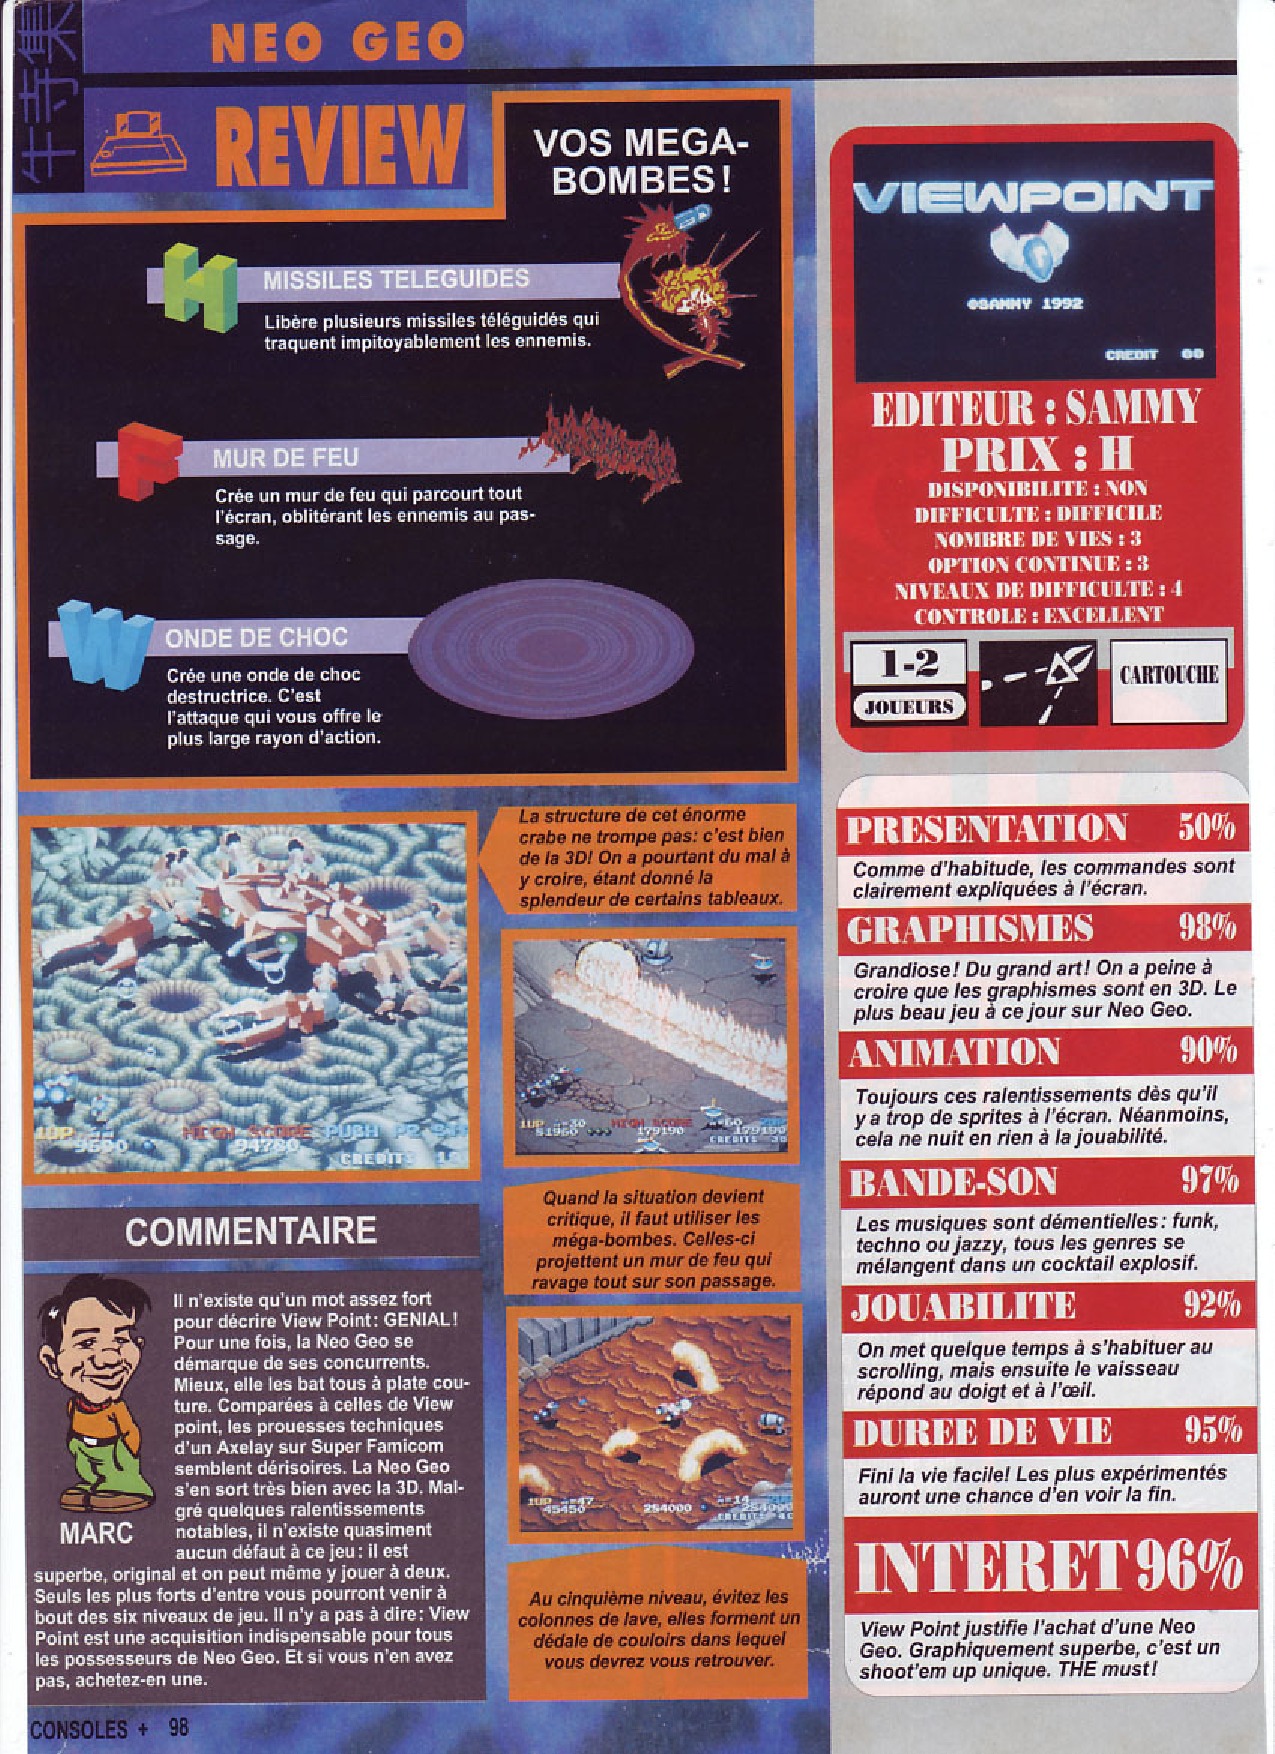 NEO GEO
REVIEW
VOS MEGA-
BOMBES !
H
MISSILES TELEGUIDES
Libère plusieurs missiles téléguidés qui
traquent impitoyablement les ennemis.
F
MUR DE FEU
Crée un mur de feu qui parcourt tout
l'écran, oblitérant les ennemis au pas-
sage.
W
ONDE DE CHOC
Crée une onde de choc
destructrice. C'est
l'attaque qui vous offre le
plus large rayon d'action.
La structure de cet énorme
crabe ne trompe pas: c'est bien
de la 3D! On a pourtant du mal à
y croire, étant donné la
splendeur de certains tableaux.
1UP
9600
HIGH SCORE
94760
PUSH
CREDITS
1UP =30
81960
HIGH SCORE
179190
179190
CREDITS 30
Quand la situation devient
critique, il faut utiliser les
méga-bombes. Celles-ci
projettent un mur de feu qui
ravage tout sur son passage.
1UP =47
45450
284000
=14
284000
CREDITS
Au cinquième niveau, évitez les
colonnes de lave, elles forment un
dédale de couloirs dans lequel
vous devrez vous retrouver.
COMMENTAIRE
MARC
Il n'existe qu'un mot assez fort
pour décrire View Point: GENIAL!
Pour une fois, la Neo Geo se
démarque de ses concurrents.
Mieux, elle les bat tous à plate cou-
ture. Comparées à celles de View
point, les prouesses techniques
d'un Axelay sur Super Famicom
semblent dérisoires. La Neo Geo
s'en sort très bien avec la 3D. Mal-
gré quelques ralentissements
notables, il n'existe quasiment
aucun défaut à ce jeu : il est
superbe, original et on peut même y jouer à deux.
Seuls les plus forts d'entre vous pourront venir à
bout des six niveaux de jeu. Il n'y a pas à dire: View
Point est une acquisition indispensable pour tous
les possesseurs de Neo Geo. Et si vous n'en avez
pas, achetez-en une.
VIEWPOINT
©SAMMY 1992
CREDIT 00
EDITEUR : SAMMY
PRIX : H
DISPONIBILITE : NON
DIFFICULTE : DIFFICILE
NOMBRE DE VIES : 3
OPTION CONTINUE : 3
NIVEAUX DE DIFFICULTE : 4
CONTROLE : EXCELLENT
1-2
JOUEURS
CARTOUCHE
PRESENTATION 50%
Comme d'habitude, les commandes sont
clairement expliquées à l'écran.
GRAPHISMES 98%
Grandiose! Du grand art! On a peine à
croire que les graphismes sont en 3D. Le
plus beau jeu à ce jour sur Neo Geo.
ANIMATION 90%
Toujours ces ralentissements dès qu'il
y a trop de sprites à l'écran. Néanmoins,
cela ne nuit en rien à la jouabilité.
BANDE-SON 97%
Les musiques sont démentielles : funk,
techno ou jazzy, tous les genres se
mélangent dans un cocktail explosif.
JOUABILITE 92%
On met quelque temps à s'habituer au
scrolling, mais ensuite le vaisseau
répond au doigt et à l'œil.
DUREE DE VIE 95%
Fini la vie facile! Les plus expérimentés
auront une chance d'en voir la fin.
INTERET 96%
View Point justifie l'achat d'une Neo
Geo. Graphiquement superbe, c'est un
shoot'em up unique. THE must!
CONSOLES + 98